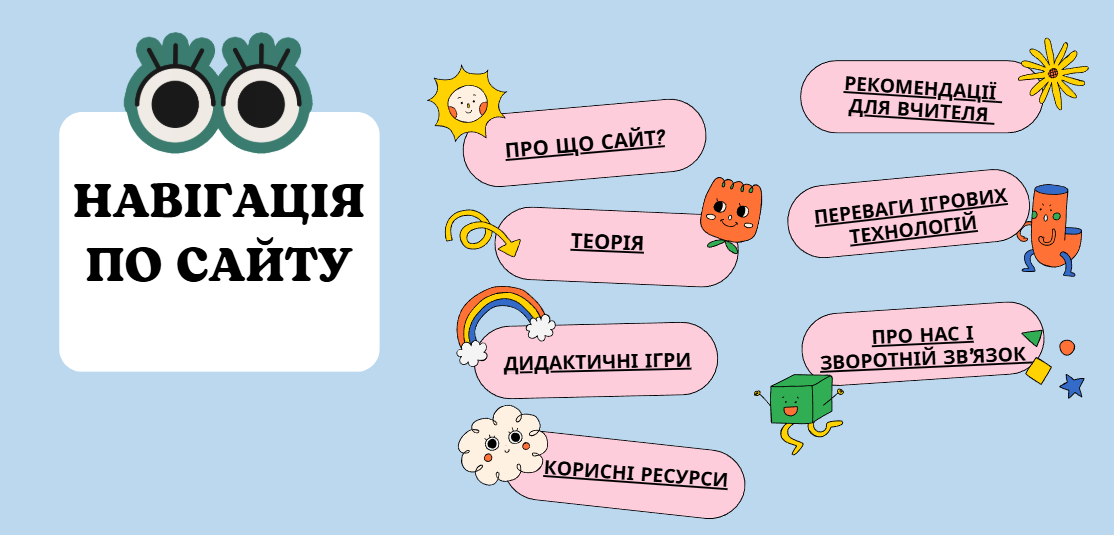 НАВІГАЦІЯ
ПО САЙТУ
ПРО ЩО САЙТ?
ТЕОРІЯ
ДИДАКТИЧНІ ІГРИ
КОРИСНІ РЕСУРСИ
РЕКОМЕНДАЦІЇ
ДЛЯ ВЧИТЕЛЯ
ПЕРЕВАГИ ІГРОВИХ
ТЕХНОЛОГІЙ
ПРО НАС І
ЗВОРОТНІЙ ЗВ'ЯЗОК